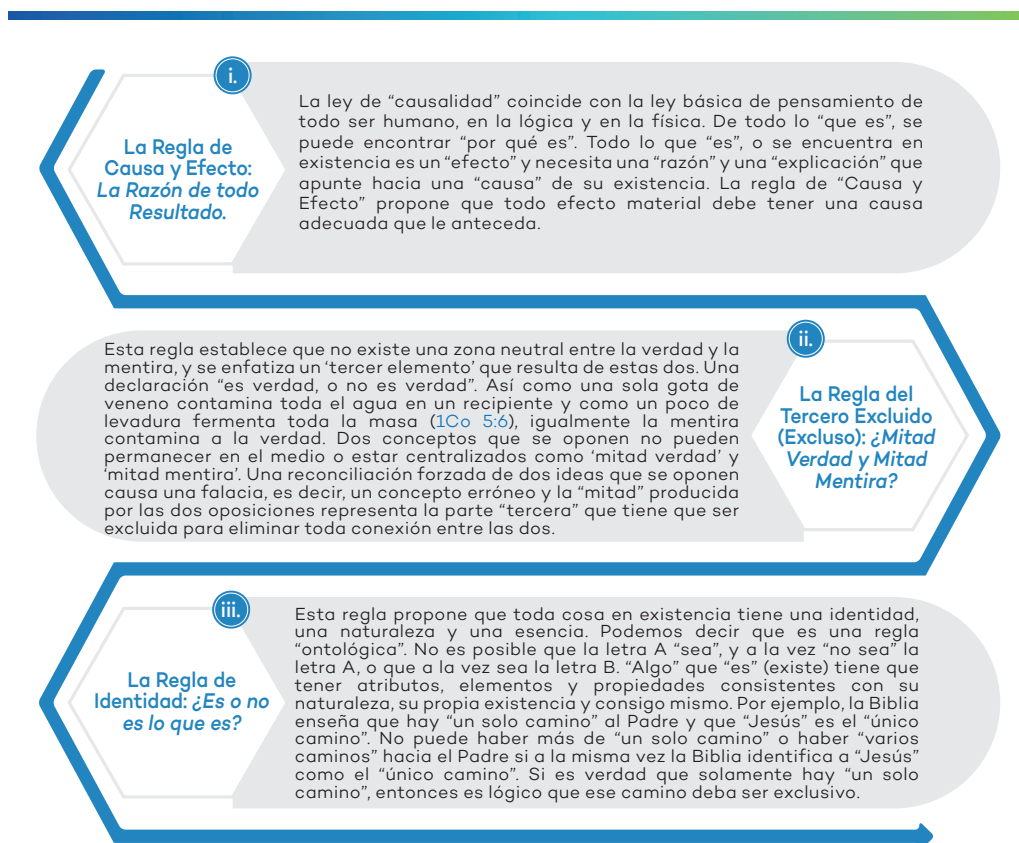 i.
La Regla de
Causa y Efecto:
La Razón de todo
Resultado.
La ley de “causalidad” coincide con la ley básica de pensamiento de
todo ser humano, en la lógica y en la física. De todo lo “que es”, se
puede encontrar “por qué es”. Todo lo que “es”, o se encuentra en
existencia es un “efecto” y necesita una “razón” y una “explicación” que
apunte hacia una “causa” de su existencia. La regla de “Causa y
Efecto” propone que todo efecto material debe tener una causa
adecuada que le anteceda.
ii.
La Regla del
Tercero Excluido
(Excluso): ¿Mitad
Verdad y Mitad
Mentira?
Esta regla establece que no existe una zona neutral entre la verdad y la
mentira, y se enfatiza un ‘tercer elemento’ que resulta de estas dos. Una
declaración “es verdad, o no es verdad”. Así como una sola gota de
veneno contamina toda el agua en un recipiente y como un poco de
levadura fermenta toda la masa (1Co 5:6), igualmente la mentira
contamina a la verdad. Dos conceptos que se oponen no pueden
permanecer en el medio o estar centralizados como ‘mitad verdad’ y
‘mitad mentira’. Una reconciliación forzada de dos ideas que se oponen
causa una falacia, es decir, un concepto erróneo y la “mitad” producida
por las dos oposiciones representa la parte “tercera” que tiene que ser
excluida para eliminar toda conexión entre las dos.
iii.
La Regla de
Identidad: ¿Es o no
es lo que es?
Esta regla propone que toda cosa en existencia tiene una identidad,
una naturaleza y una esencia. Podemos decir que es una regla
“ontológica”. No es posible que la letra A “sea”, y a la vez “no sea” la
letra A, o que a la vez sea la letra B. “Algo” que “es” (existe) tiene que
tener atributos, elementos y propiedades consistentes con su
naturaleza, su propia existencia y consigo mismo. Por ejemplo, la Biblia
enseña que hay “un solo camino” al Padre y que “Jesús” es el “único
camino”. No puede haber más de “un solo camino” o haber “varios
caminos” hacia el Padre si a la misma vez la Biblia identifica a “Jesús”
como el “único camino”. Si es verdad que solamente hay “un solo
camino”, entonces es lógico que ese camino deba ser exclusivo.